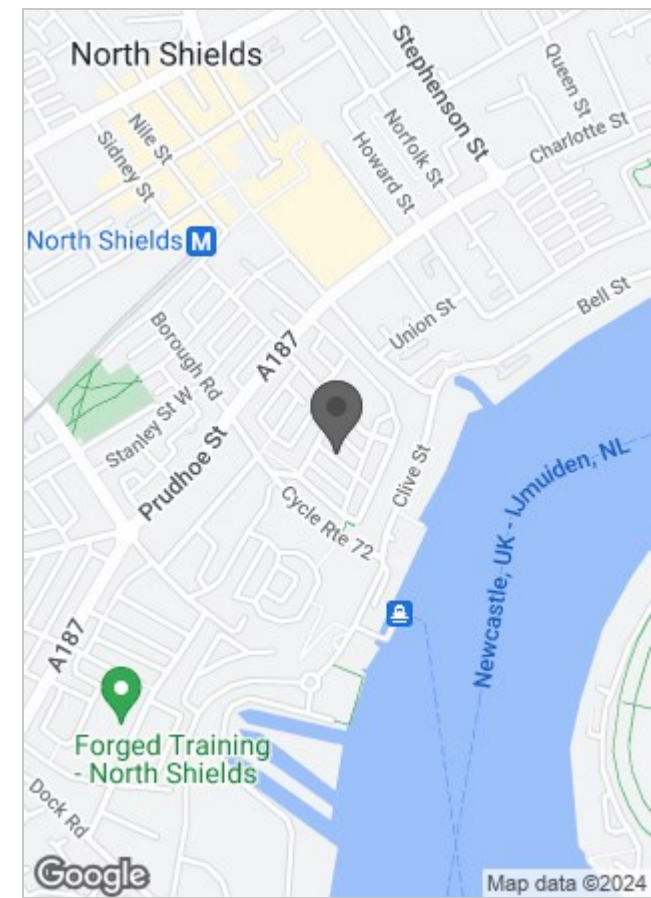 North Shields
Stephenson St
Queen St
Nile St
Sidney St
Norfolk St
Howard St
Charlotte St
North Shields M
Bell St
Union St
Borough Rd
A187
Stanley St W
Prudhoe St
Clive St
Cycle Rte 72
Newcastle, UK - IJmuiden, NL
A187
Forged Training
- North Shields
Dock Rd
Google
Map data ©2024